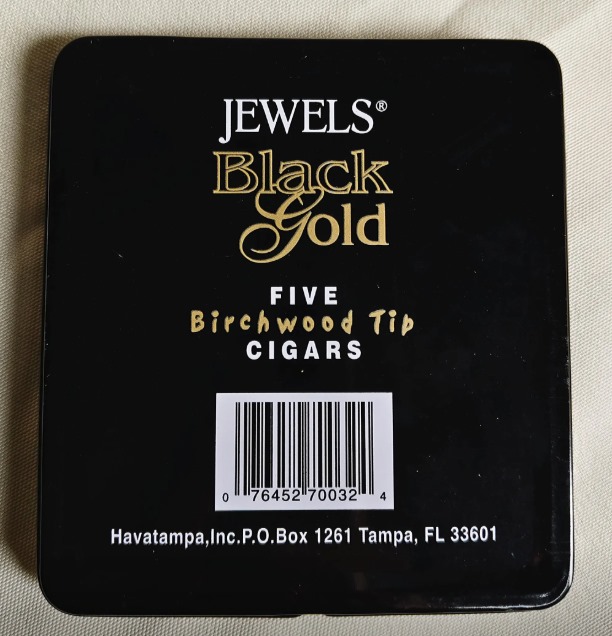 JEWELS®
Black
Gold
FIVE
Birchwood Tip
CIGARS
0 76452 70032 4
Havatampa,Inc.P.O.Box 1261 Tampa, FL 33601